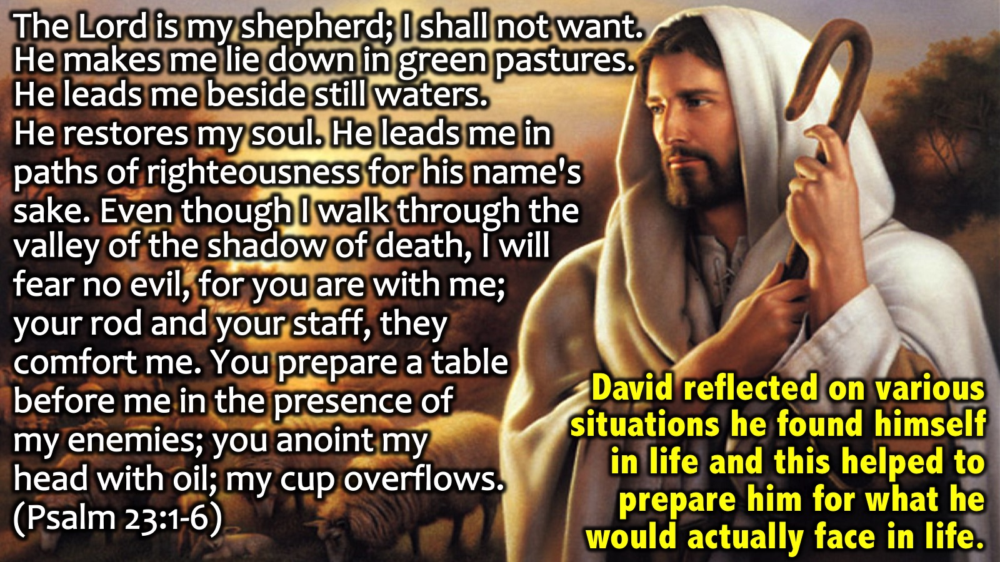 The Lord is my shepherd; I shall not want.
He makes me lie down in green pastures.
He leads me beside still waters.
He restores my soul. He leads me in
paths of righteousness for his name's
sake. Even though I walk through the
valley of the shadow of death, I will
fear no evil, for you are with me;
your rod and your staff, they
comfort me. You prepare a table
before me in the presence of
my enemies; you anoint my
head with oil; my cup overflows.
(Psalm 23:1-6)
David reflected on various
situations he found himself
in life and this helped to
prepare him for what he
would actually face in life.